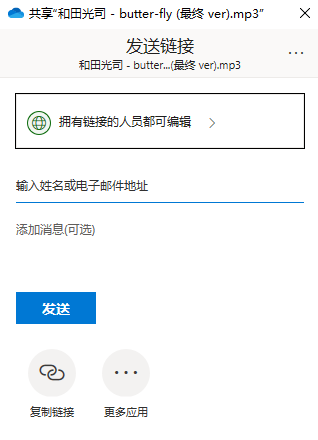 共享“和田光司 - butter-fly (最终 ver).mp3”
发送链接
和田光司 - butter...(最终 ver).mp3
拥有链接的人员都可编辑
输入姓名或电子邮件地址
添加消息(可选)
发送
复制链接
更多应用